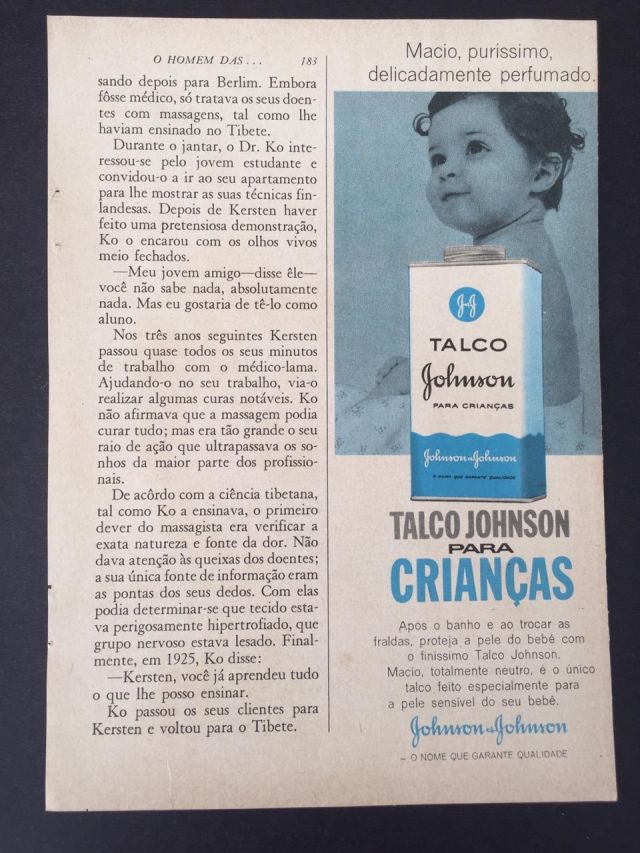 O HOMEM DAS... 183
sando depois para Berlim. Embora
fôsse médico, só tratava os seus doen-
tes com massagens, tal como lhe
haviam ensinado no Tibete.
Durante o jantar, o Dr. Ko inte-
ressou-se pelo jovem estudante e
convidou-o a ir ao seu apartamento
para lhe mostrar as suas técnicas fin-
landesas. Depois de Kersten haver
feito uma pretensiosa demonstração,
Ko o encarou com os olhos vivos
meio fechados.
—Meu jovem amigo—disse êle—
você não sabe nada, absolutamente
nada. Mas eu gostaria de tê-lo como
aluno.
Nos três anos seguintes Kersten
passou quase todos os seus minutos
de trabalho com o médico-lama.
Ajudando-o no seu trabalho, via-o
realizar algumas curas notáveis. Ko
não afirmava que a massagem podia
curar tudo; mas era tão grande o seu
raio de ação que ultrapassava os so-
nhos da maior parte dos profissio-
nais.
De acôrdo com a ciência tibetana,
tal como Ko a ensinava, o primeiro
dever do massagista era verificar a
exata natureza e fonte da dor. Não
dava atenção às queixas dos doentes;
a sua única fonte de informação eram
as pontas dos seus dedos. Com elas
podia determinar-se que tecido esta-
va perigosamente hipertrofiado, que
grupo nervoso estava lesado. Final-
mente, em 1925, Ko disse:
—Kersten, você já aprendeu tudo
o que lhe posso ensinar.
Ko passou os seus clientes para
Kersten e voltou para o Tibete.
Macio, puríssimo,
delicadamente perfumado.
J&J
TALCO
Johnson
PARA CRIANÇAS
Johnson & Johnson
O NOME QUE GARANTE QUALIDADE
TALCO JOHNSON
PARA
CRIANÇAS
Após o banho e ao trocar as
fraldas, proteja a pele do bebê com
o finíssimo Talco Johnson.
Macio, totalmente neutro, é o único
talco feito especialmente para
a pele sensível do seu bebê.
Johnson & Johnson
– O NOME QUE GARANTE QUALIDADE